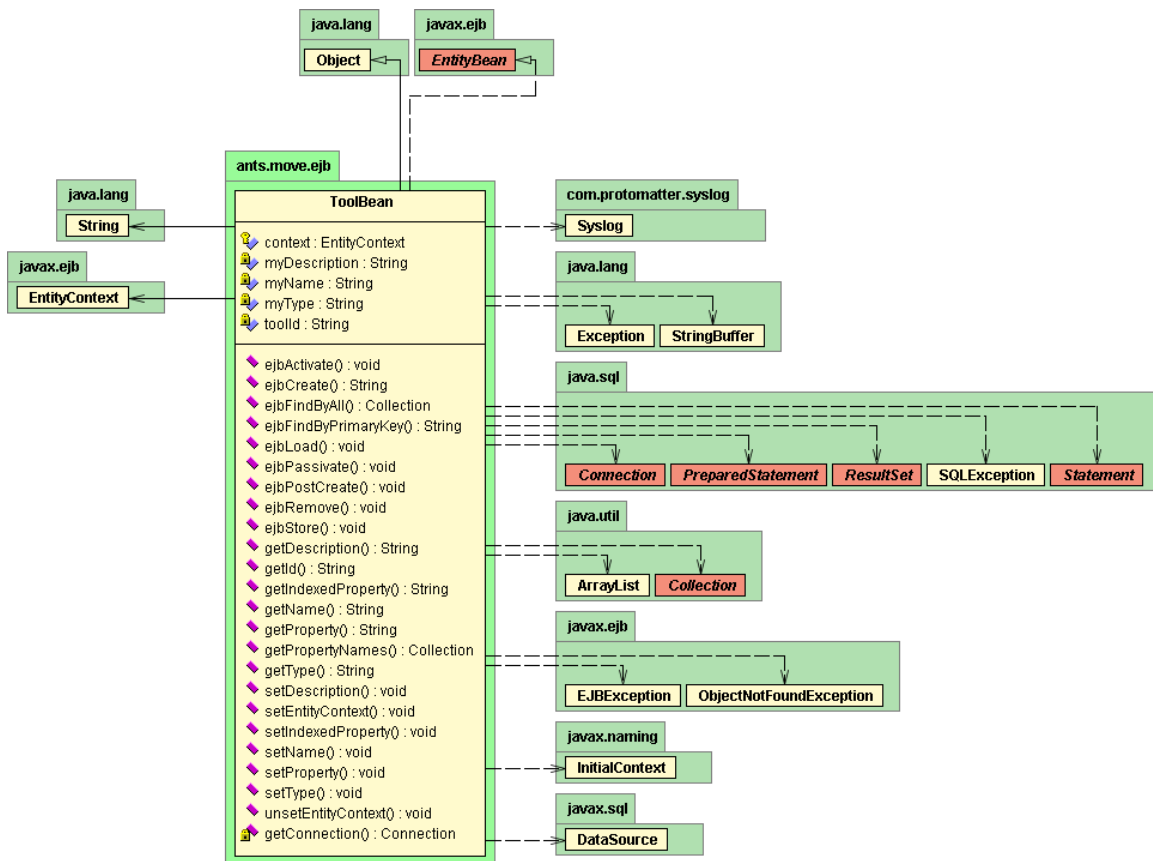 java.lang
javax.ejb
Object
EntityBean
ants.move.ejb
java.lang
String
javax.ejb
EntityContext
ToolBean
context : EntityContext
myDescription : String
myName : String
myType : String
toolId : String
ejbActivate() : void
ejbCreate() : String
ejbFindByAll() : Collection
ejbFindByPrimaryKey() : String
ejbLoad() : void
ejbPassivate() : void
ejbPostCreate() : void
ejbRemove() : void
ejbStore() : void
getDescription() : String
getId() : String
getIndexedProperty() : String
getName() : String
getProperty() : String
getPropertyNames() : Collection
getType() : String
setDescription() : void
setEntityContext() : void
setIndexedProperty() : void
setName() : void
setProperty() : void
setType() : void
unsetEntityContext() : void
getConnection() : Connection
com.protomatter.syslog
Syslog
java.lang
Exception
StringBuffer
java.sql
Connection
PreparedStatement
ResultSet
SQLException
Statement
java.util
ArrayList
Collection
javax.ejb
EJBException
ObjectNotFoundException
javax.naming
InitialContext
javax.sql
DataSource